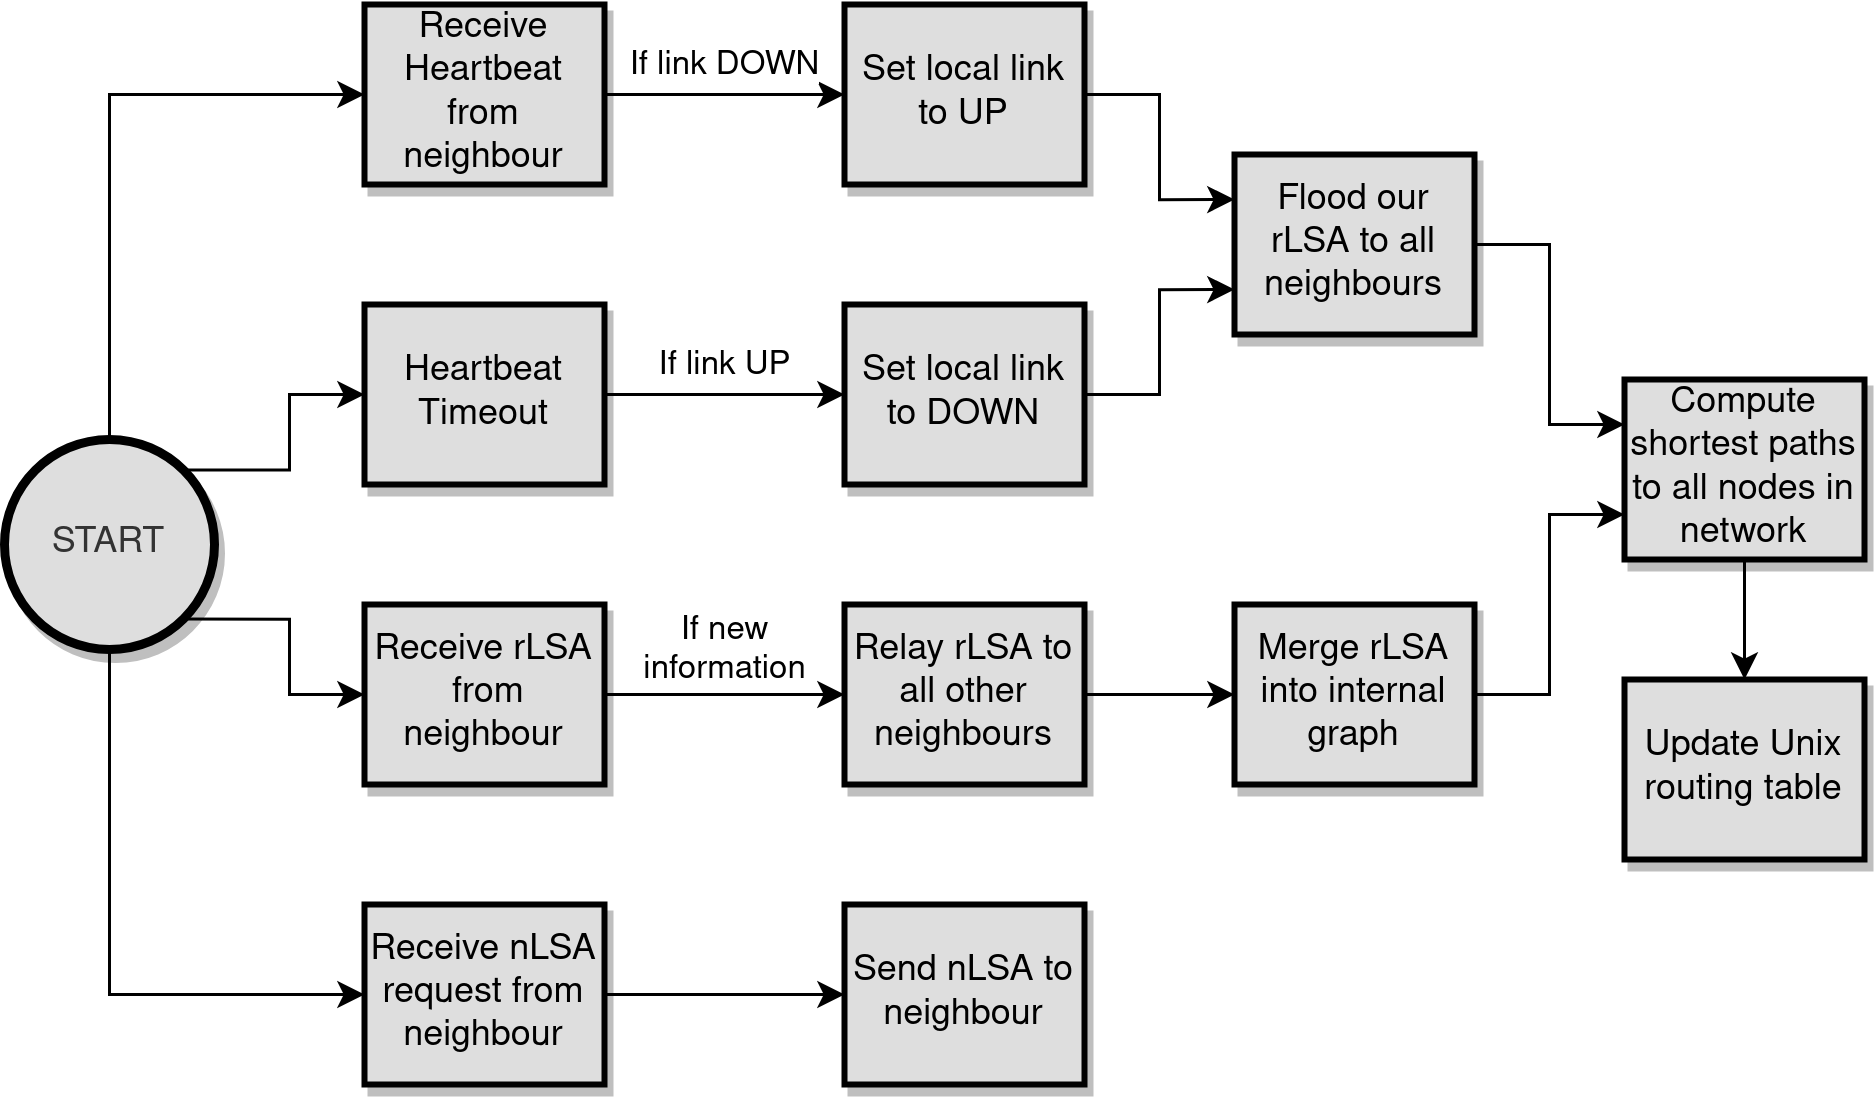 Receive
Heartbeat
from
neighbour
If link DOWN
Set local link
to UP
Flood our
rLSA to all
neighbours
Heartbeat
Timeout
If link UP
Set local link
to DOWN
Compute
shortest paths
to all nodes in
network
START
Receive rLSA
from
neighbour
If new
information
Relay rLSA to
all other
neighbours
Merge rLSA
into internal
graph
Update Unix
routing table
Receive nLSA
request from
neighbour
Send nLSA to
neighbour